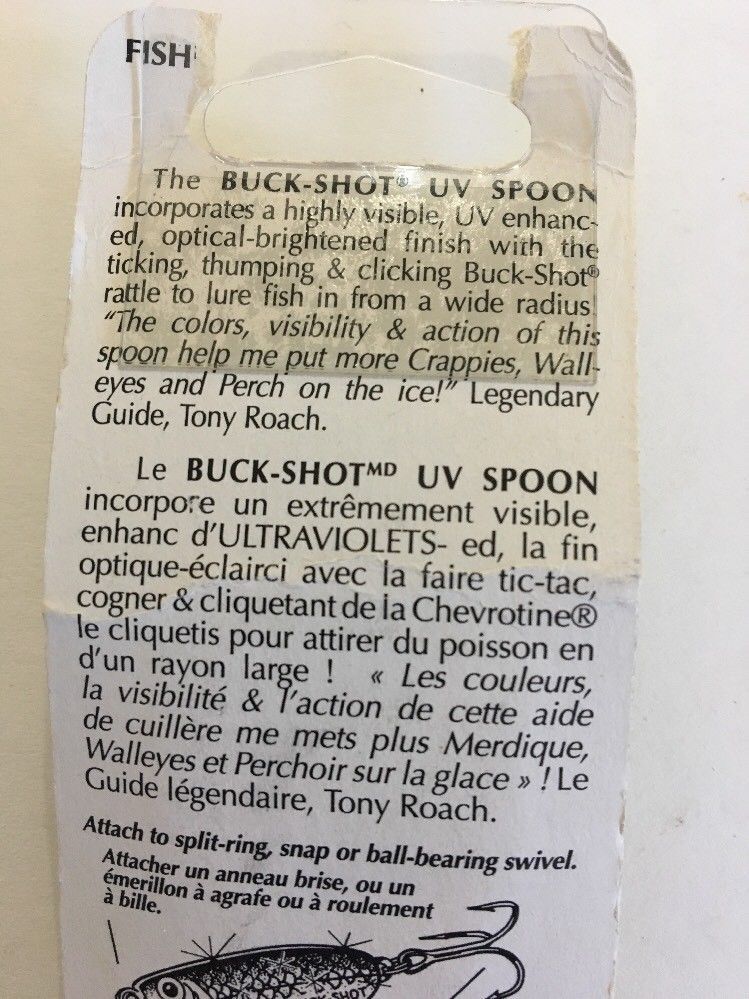 FISH
The BUCK-SHOT® UV SPOON
incorporates a highly visible, UV enhanc-
ed, optical-brightened finish with the
ticking, thumping & clicking Buck-Shot®
rattle to lure fish in from a wide radius!
"The colors, visibility & action of this
spoon help me put more Crappies, Wall-
eyes and Perch on the ice!" Legendary
Guide, Tony Roach.
Le BUCK-SHOTMD UV SPOON
incorpore un extrêmement visible,
enhanc d'ULTRAVIOLETS- ed, la fin
optique-éclairci avec la faire tic-tac,
cogner & cliquetant de la Chevrotine®
le cliquetis pour attirer du poisson en
d'un rayon large ! « Les couleurs,
la visibilité & l'action de cette aide
de cuillère me mets plus Merdique,
Walleyes et Perchoir sur la glace » ! Le
Guide légendaire, Tony Roach.
Attach to split-ring, snap or ball-bearing swivel.
Attacher un anneau brise, ou un
émerillon à agrafe ou à roulement
à bille.
SHOT